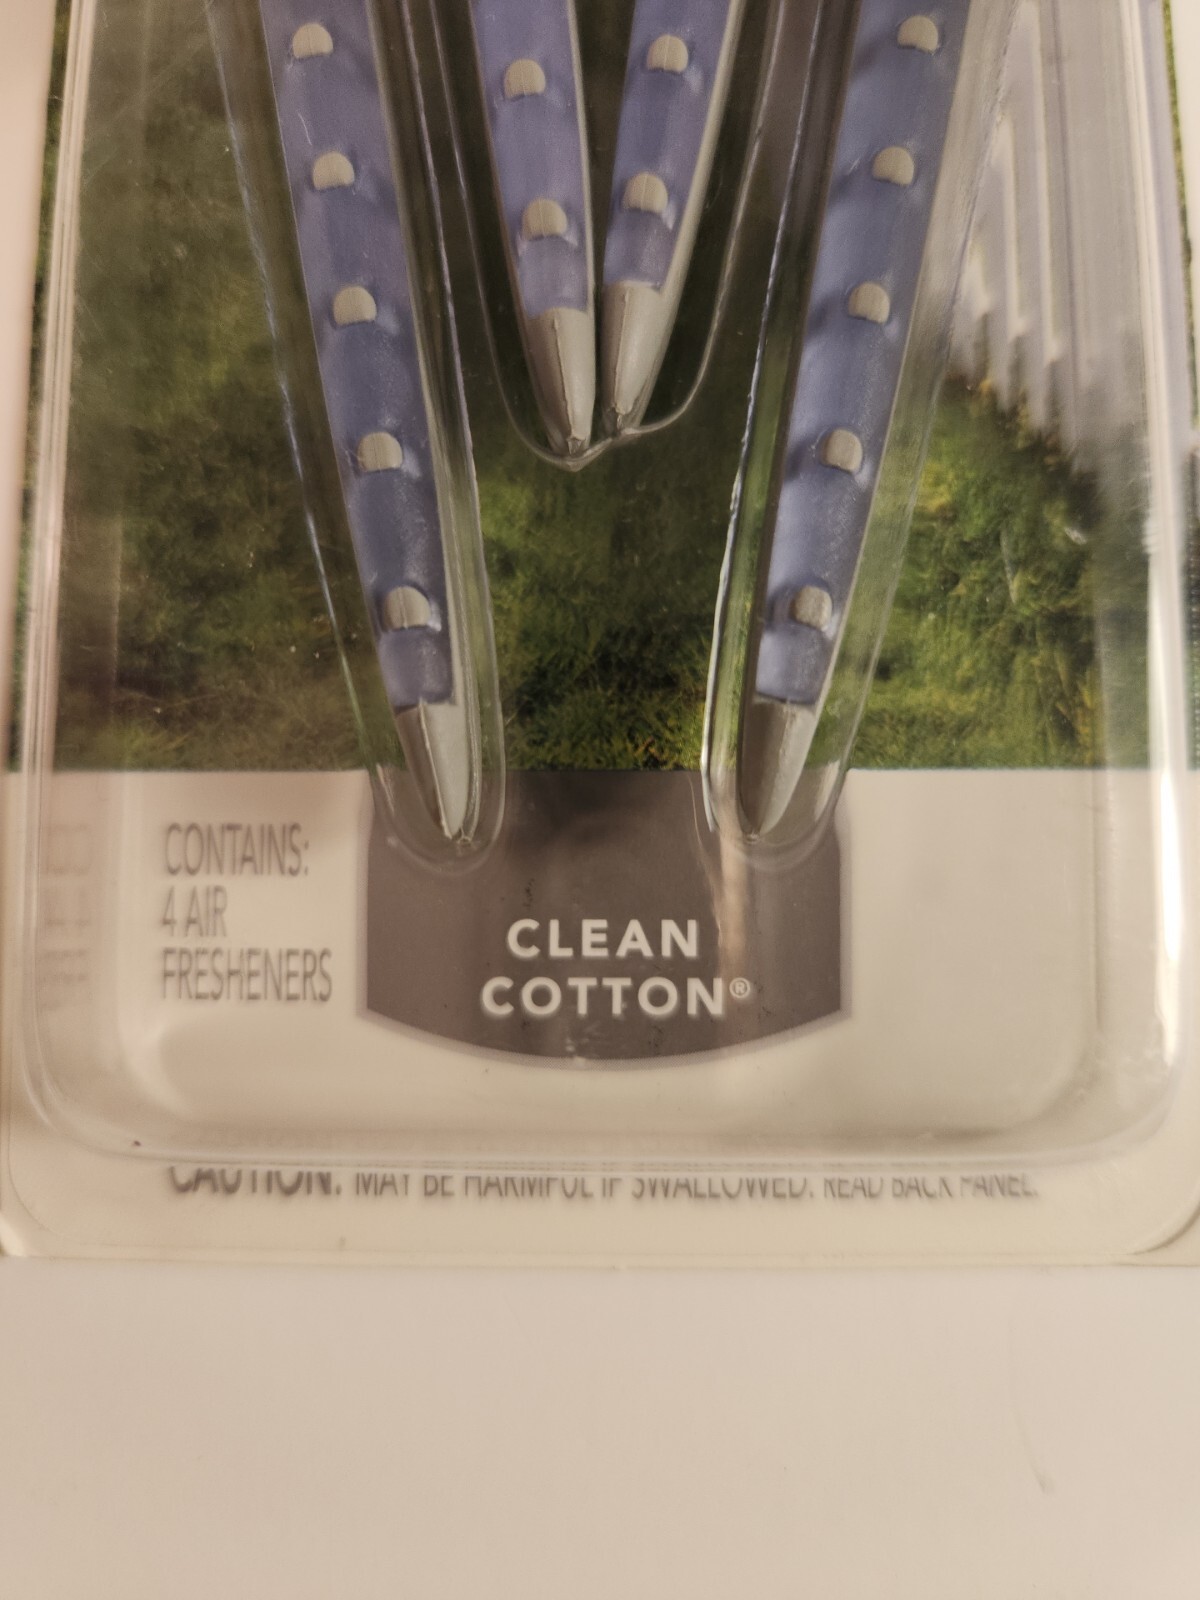 CONTAINS:
4 AIR
FRESHENERS
CLEAN
COTTON®
CAUTION: MAY BE HARMFUL IF SWALLOWED. READ BACK PANEL.